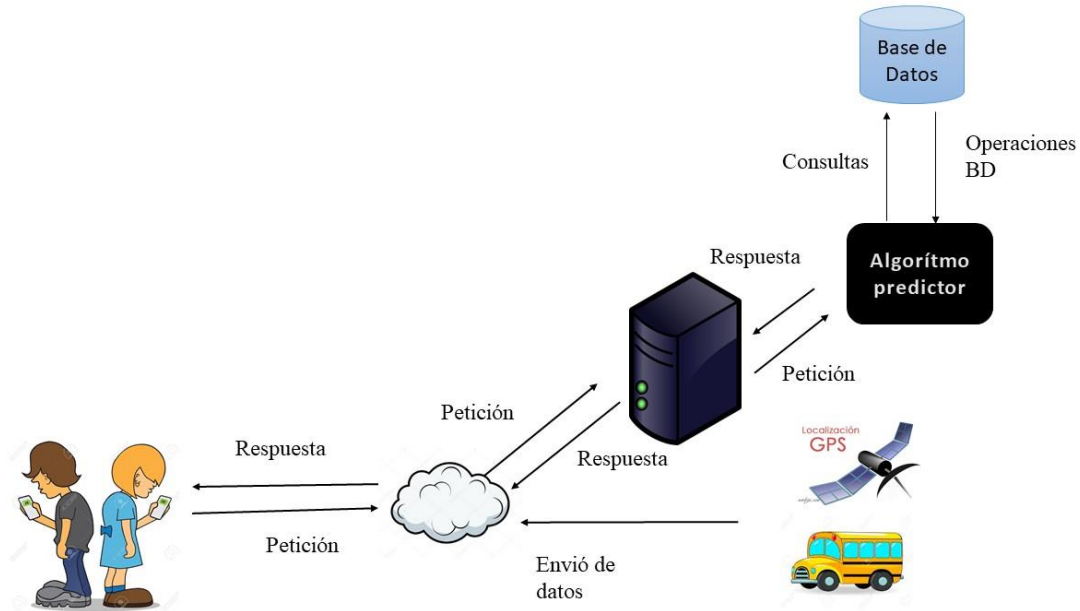 Base de
Datos
Consultas
Operaciones
BD
Algorítmo
predictor
Respuesta
Petición
Petición
Respuesta
Respuesta
Petición
Localización
GPS
Envió de
datos